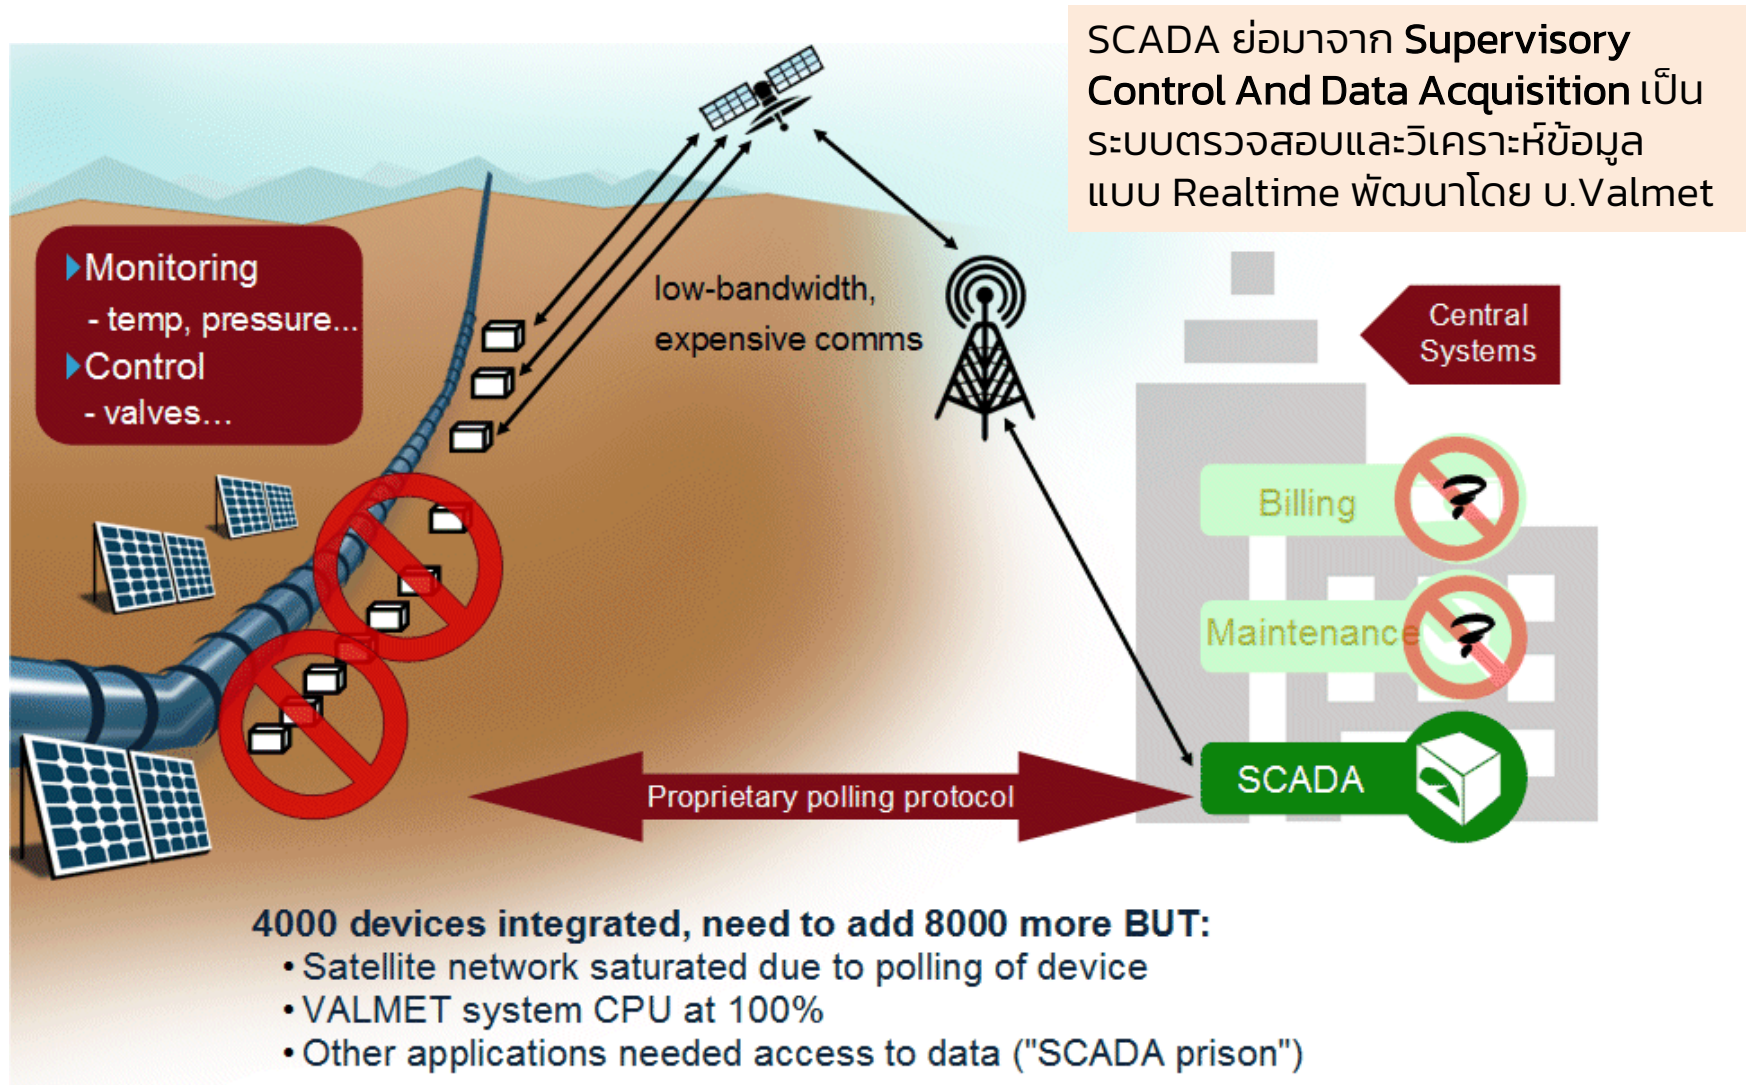 SCADA ย่อมาจาก Supervisory
Control And Data Acquisition เป็น
ระบบตรวจสอบและวิเคราะห์ข้อมูล
แบบ Realtime พัฒนาโดย บ.Valmet
Monitoring
- temp, pressure...
Control
- valves...
low-bandwidth,
expensive comms
Central
Systems
Billing
Maintenance
SCADA
Proprietary polling protocol
4000 devices integrated, need to add 8000 more BUT:
• Satellite network saturated due to polling of device
• VALMET system CPU at 100%
• Other applications needed access to data ("SCADA prison")